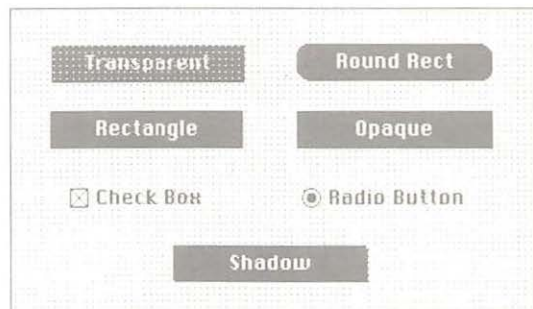 Transparent
Round Rect
Rectangle
Opaque
Check Box
Radio Button
Shadow